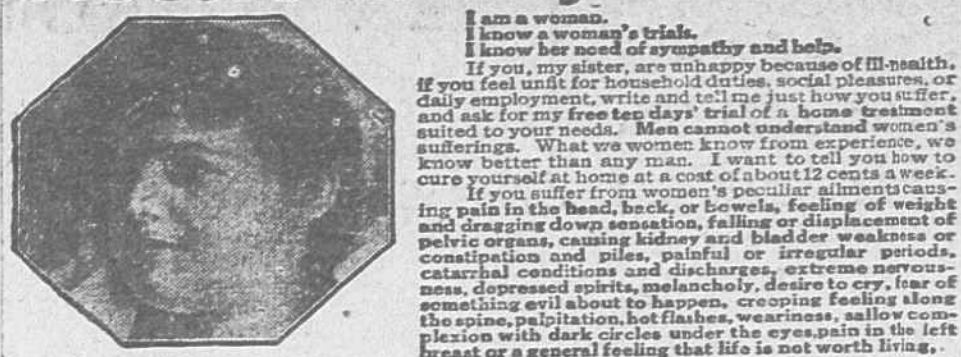 I am a woman.
I know a woman's trials.
I know her need of sympathy and help.
If you, my sister, are unhappy because of ill-health,
if you feel unfit for household duties, social pleasures, or
daily employment, write and tell me just how you suffer,
and ask for my free ten days' trial of a home treatment
suited to your needs. Men cannot understand women's
sufferings. What we women know from experience, we
know better than any man. I want to tell you how to
cure yourself at home at a cost of about 12 cents a week.
If you suffer from women's peculiar ailments caus-
ing pain in the head, back, or bowels, feeling of weight
and dragging down sensation, falling or displacement of
pelvic organs, causing kidney and bladder weakness or
constipation and piles, painful or irregular periods,
catarrhal conditions and discharges, extreme nervous-
ness, depressed spirits, melancholy, desire to cry, fear of
something evil about to happen, creeping feeling along
the spine, palpitation, hot flashes, weariness, sallow com-
plexion with dark circles under the eyes, pain in the left
breast or a general feeling that life is not worth living,